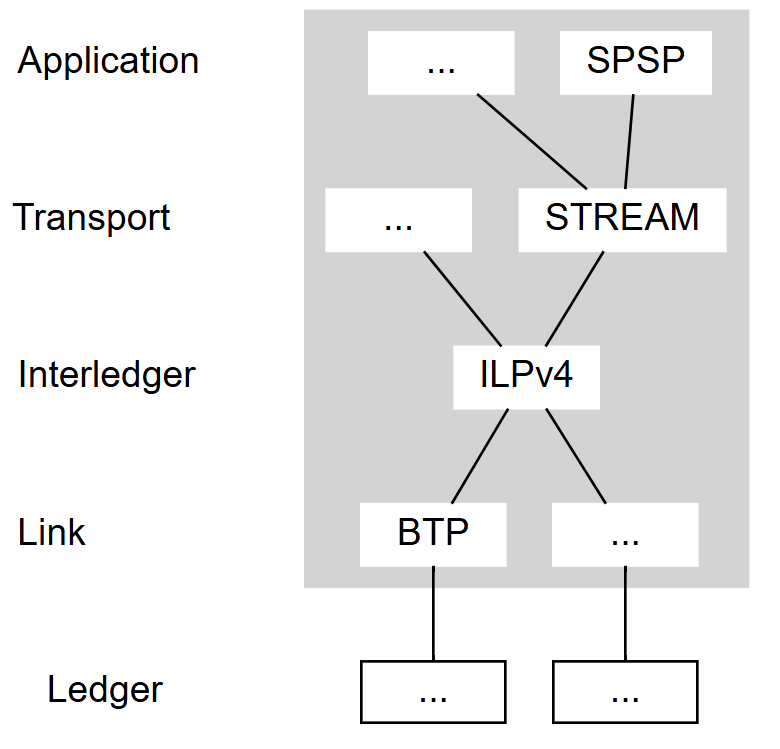 Application
...
SPSP
Transport
...
STREAM
Interledger
ILPv4
Link
BTP
...
Ledger
...
...